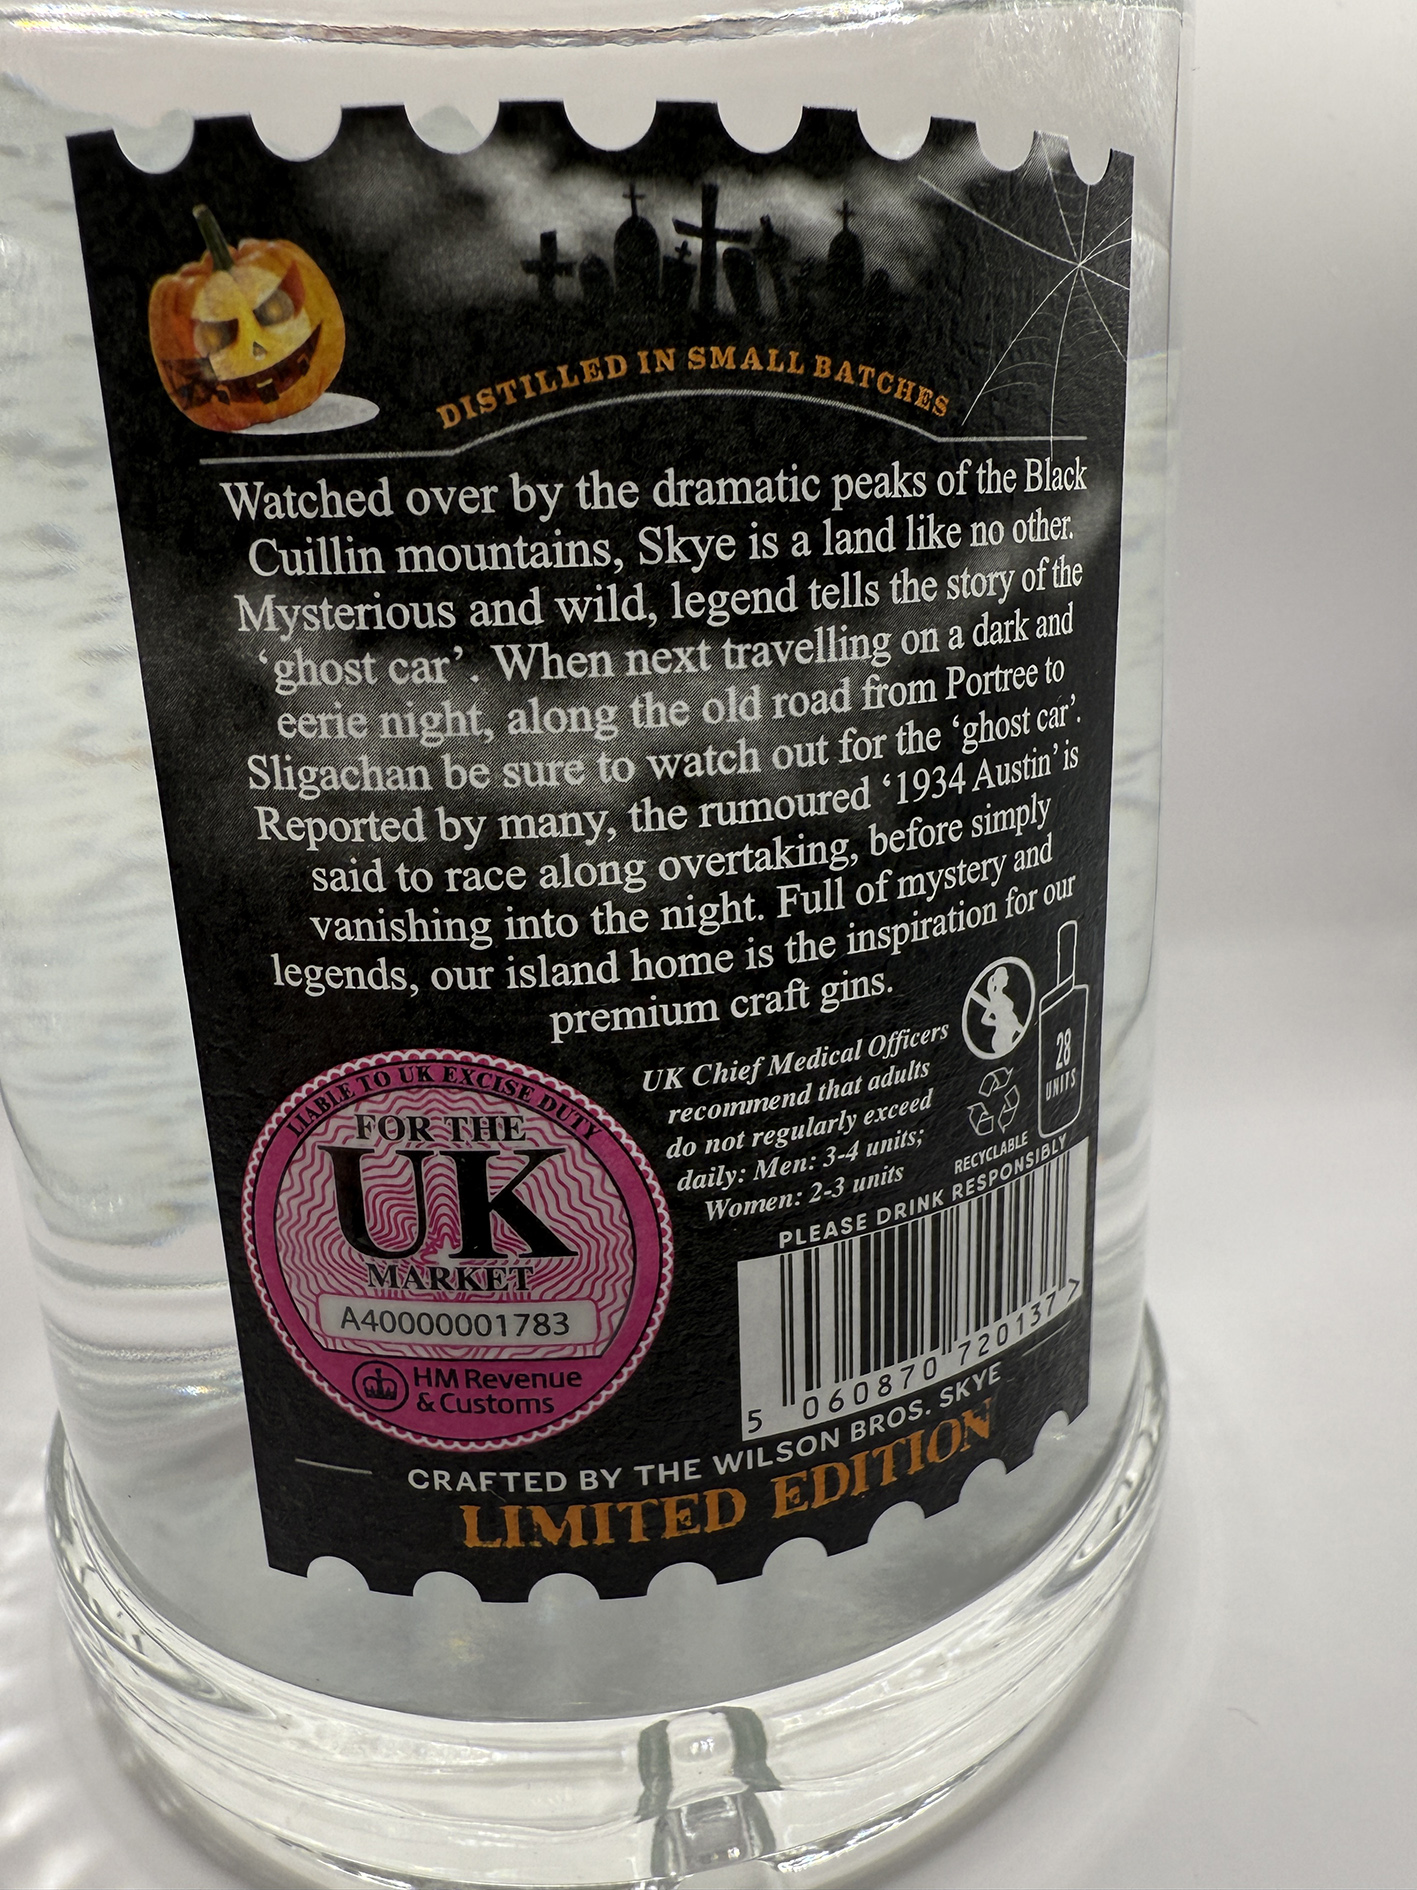 DISTILLED IN SMALL BATCHES
Watched over by the dramatic peaks of the Black
Cuillin mountains, Skye is a land like no other.
Mysterious and wild, legend tells the story of the
‘ghost car’. When next travelling on a dark and
eerie night, along the old road from Portree to
Sligachan be sure to watch out for the ‘ghost car’.
Reported by many, the rumoured ‘1934 Austin’ is
said to race along overtaking, before simply
vanishing into the night. Full of mystery and
legends, our island home is the inspiration for our
premium craft gins.
UK Chief Medical Officers
recommend that adults
do not regularly exceed
daily: Men: 3-4 units;
Women: 2-3 units
28
UNITS
RECYCLABLE
PLEASE DRINK RESPONSIBLY
LIABLE TO UK EXCISE DUTY
FOR THE
UK
MARKET
A40000001783
HM Revenue
& Customs
5 060870 720137 7
CRAFTED BY THE WILSON BROS. SKYE
LIMITED EDITION